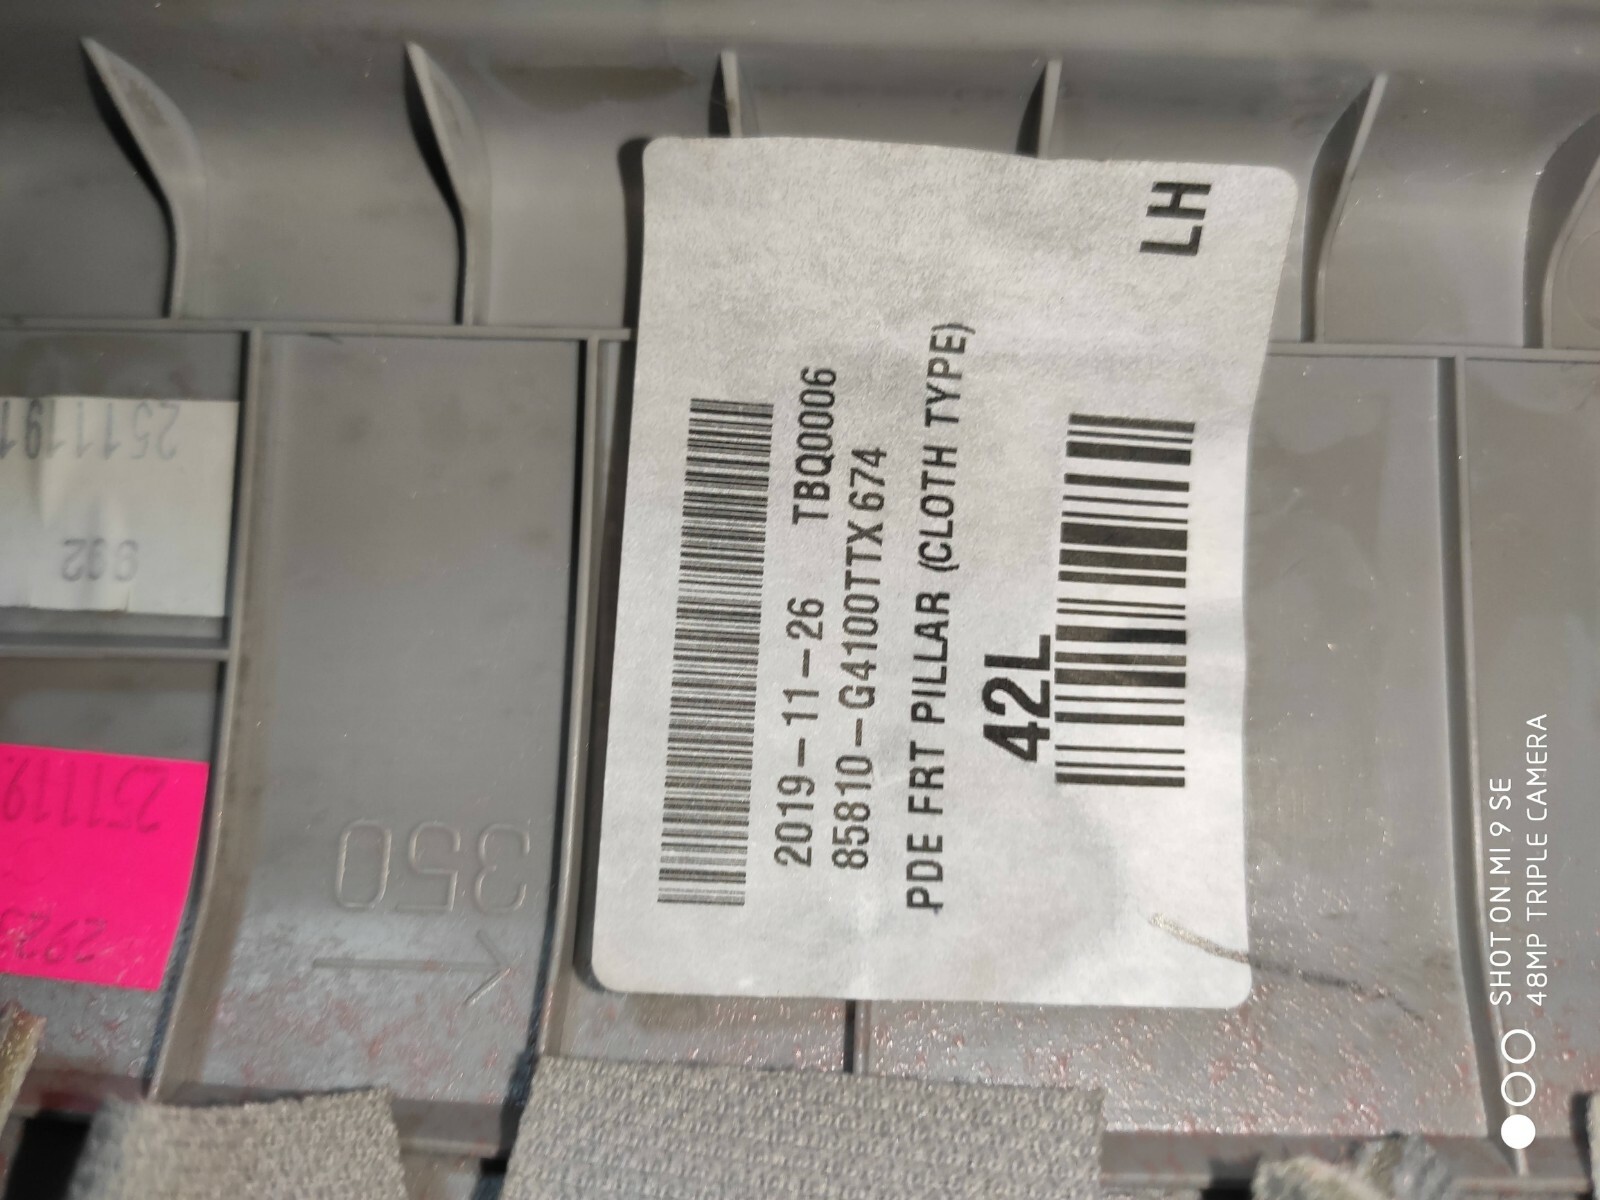 LH
2019-11-26 TBQ0006
85810-G4100TTX674
PDE FRT PILLAR (CLOTH TYPE)
42L
251119
350
SHOT ON MI 9 SE
48MP TRIPLE CAMERA